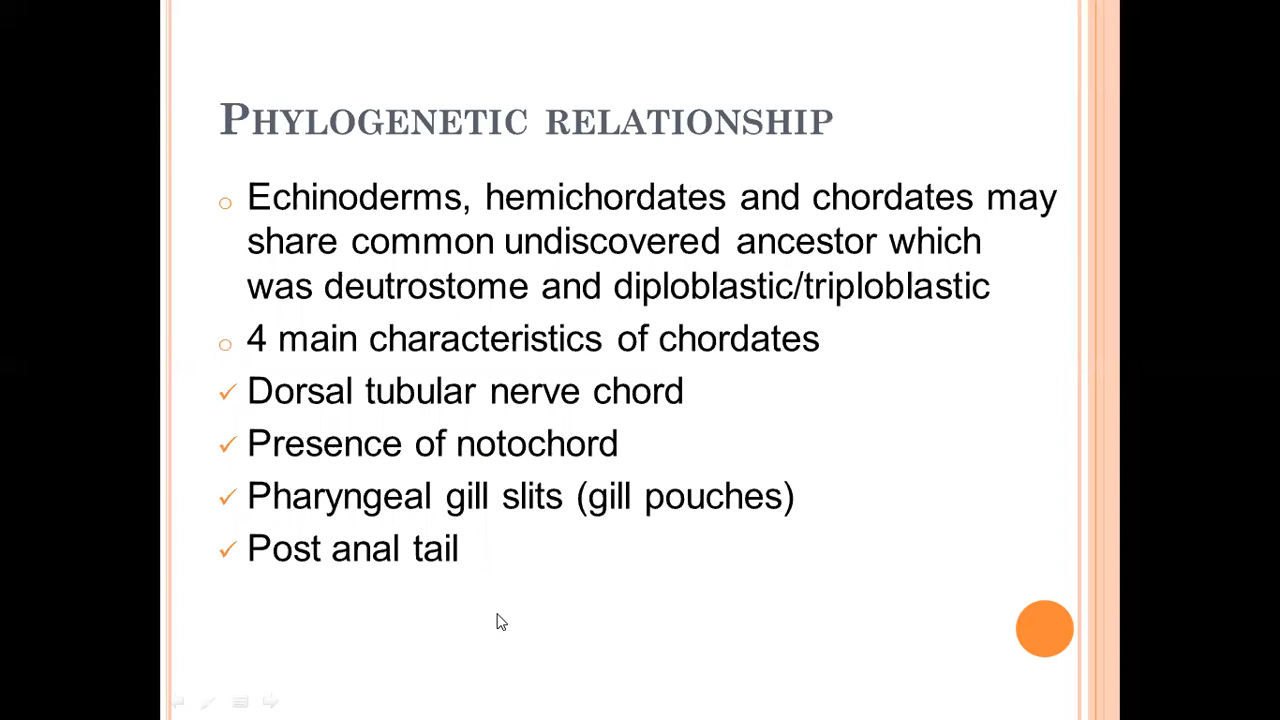 PHYLOGENETIC RELATIONSHIP
Echinoderms, hemichordates and chordates may
share common undiscovered ancestor which
was deutrostome and diploblastic/triploblastic
4 main characteristics of chordates
Dorsal tubular nerve chord
Presence of notochord
Pharyngeal gill slits (gill pouches)
Post anal tail